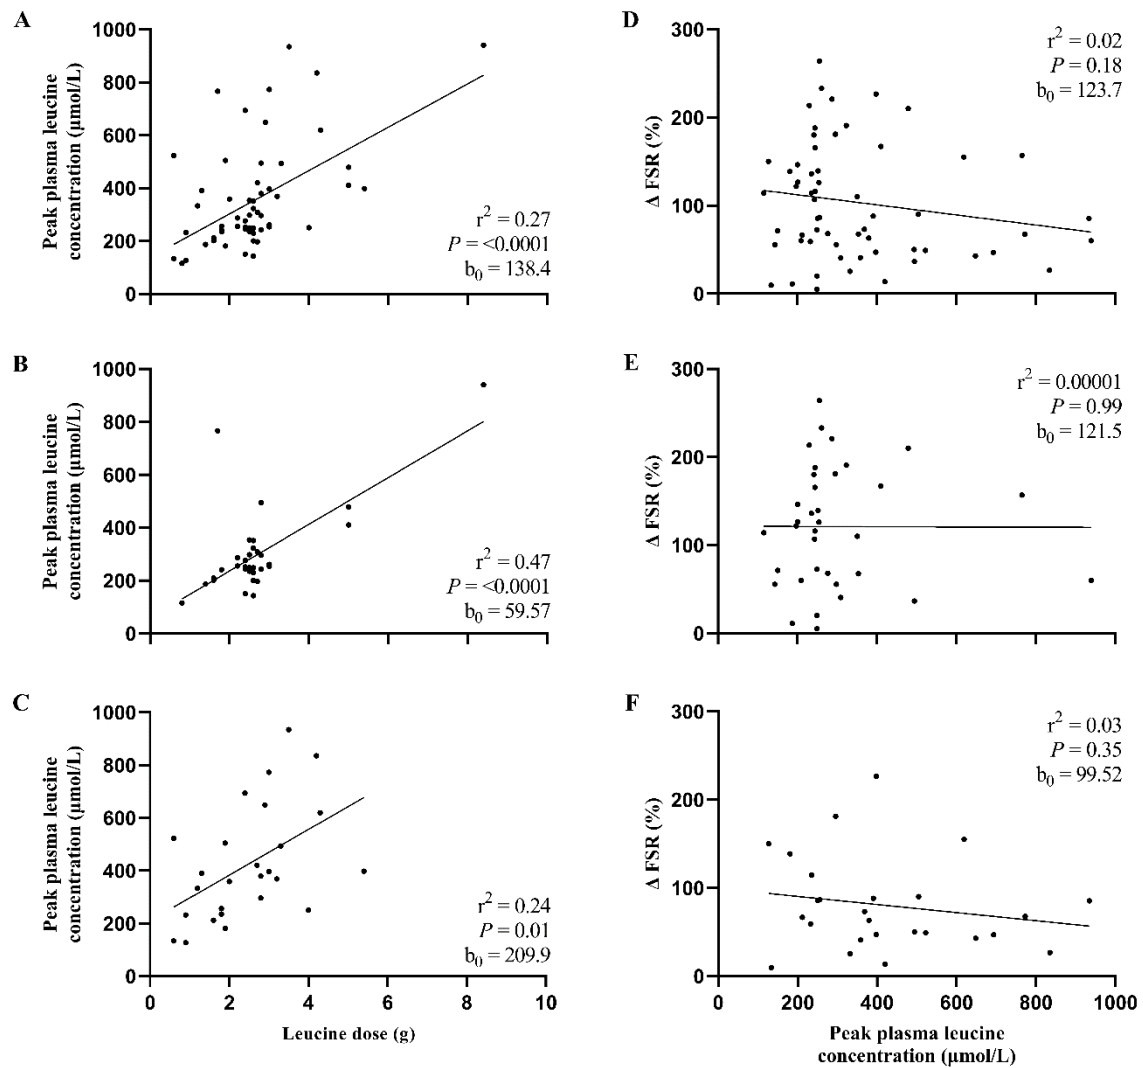 A
Peak plasma leucine
concentration (μmol/L)
1000
800
600
400
200
0
0
2
4
6
8
10
r² = 0.27
P = <0.0001
b₀ = 138.4
B
Peak plasma leucine
concentration (μmol/L)
1000
800
600
400
200
0
r² = 0.47
P = <0.0001
b₀ = 59.57
C
Peak plasma leucine
concentration (μmol/L)
1000
800
600
400
200
0
r² = 0.24
P = 0.01
b₀ = 209.9
0
2
4
6
8
10
Leucine dose (g)
D
Δ FSR (%)
300
200
100
0
r² = 0.02
P = 0.18
b₀ = 123.7
E
Δ FSR (%)
300
200
100
0
r² = 0.00001
P = 0.99
b₀ = 121.5
F
Δ FSR (%)
300
200
100
0
r² = 0.03
P = 0.35
b₀ = 99.52
0
200
400
600
800
1000
Peak plasma leucine
concentration (μmol/L)